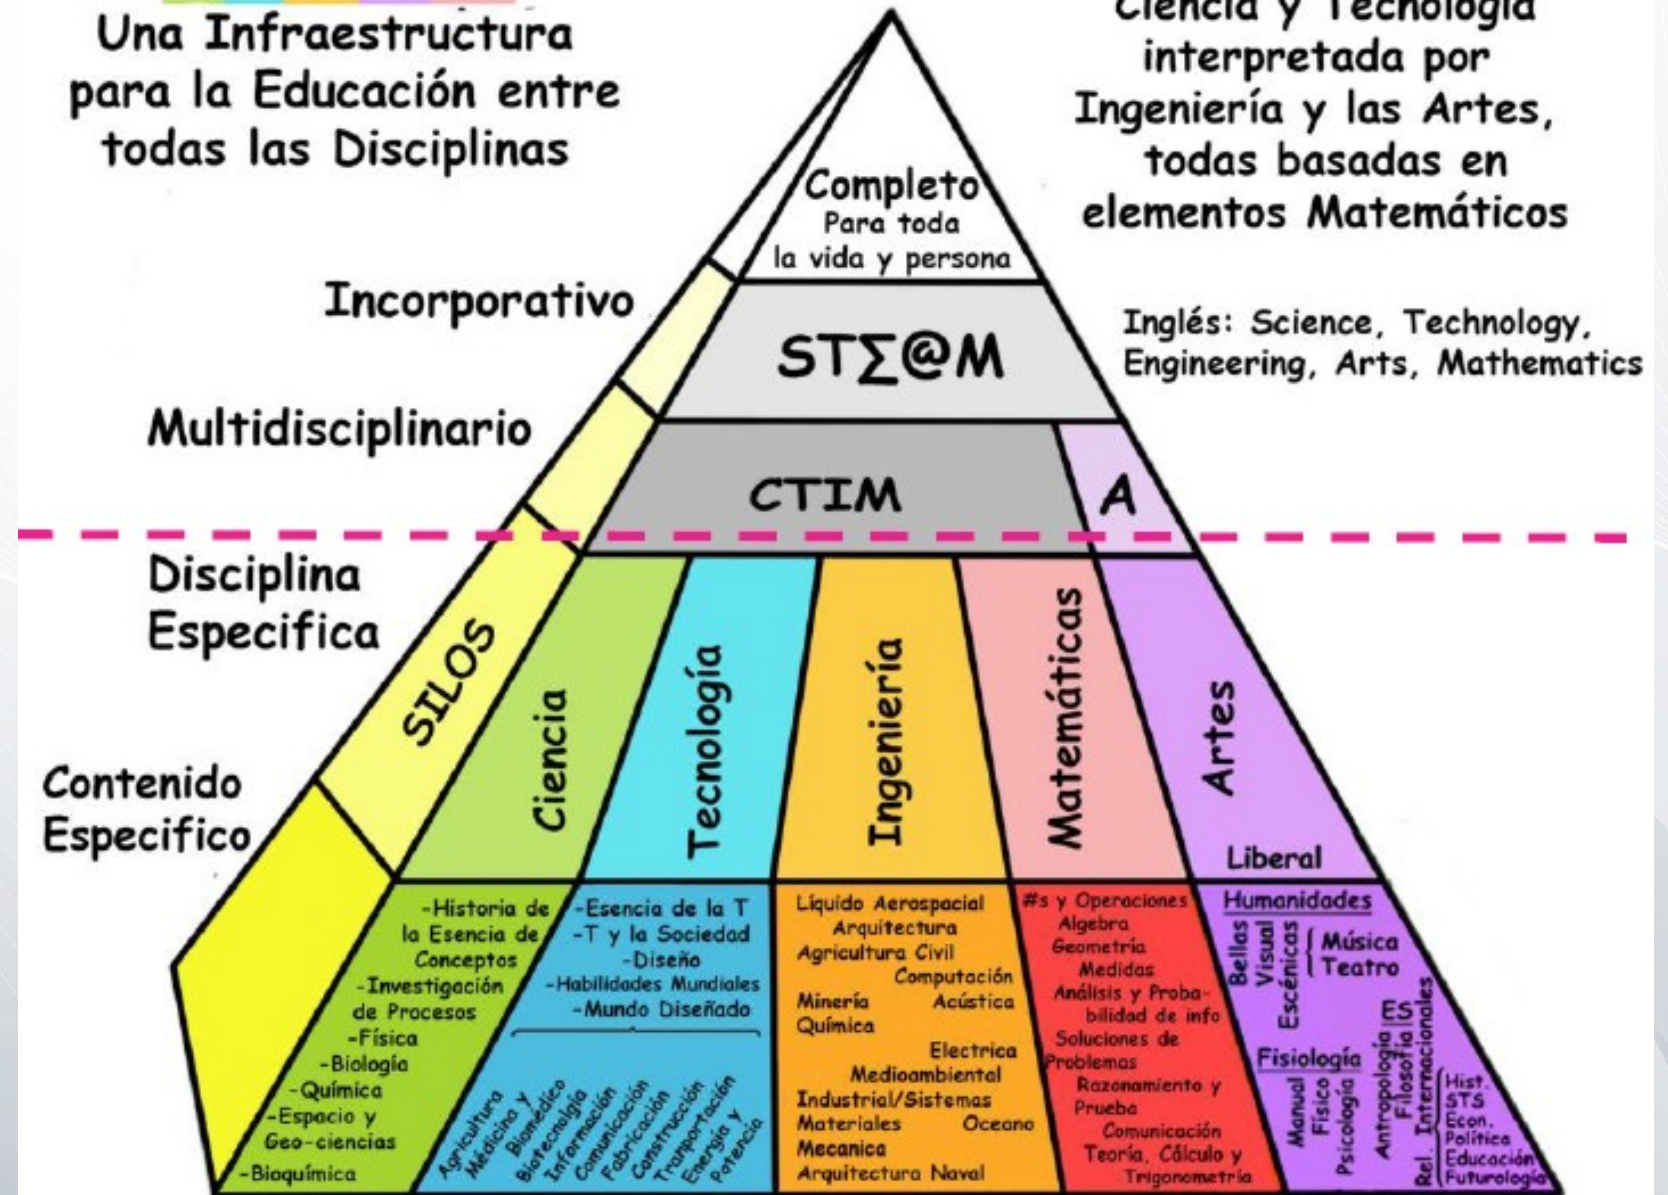 Una Infraestructura
para la Educación entre
todas las Disciplinas
Ciencia y Tecnología
interpretada por
Ingeniería y las Artes,
todas basadas en
elementos Matemáticos
Inglés: Science, Technology,
Engineering, Arts, Mathematics
Completo
Para toda
la vida y persona
Incorporativo
ST∑@M
Multidisciplinario
CTIM
A
Disciplina
Especifica
SILOS
Ciencia
Tecnología
Ingeniería
Matemáticas
Artes
Liberal
Contenido
Especifico
-Historia de
la Esencia de
Conceptos
-Investigación
de Procesos
-Física
-Biología
-Química
-Espacio y
Geo-ciencias
-Bioquímica
-Esencia de la T
-T y la Sociedad
-Diseño
-Habilidades Mundiales
-Mundo Diseñado
Agricultura
Médicina y
Biomédico
Biotecnología
Información
Comunicación
Fabricación
Construcción
Tranportación
Energía y
Potencia
Líquido Aerospacial
Arquitectura
Agricultura Civil
Computación
Minería Acústica
Química
Electrica
Medioambiental
Industrial/Sistemas
Materiales Oceano
Mecanica
Arquitectura Naval
#s y Operaciones
Algebra
Geometría
Medidas
Análisis y Proba-
bilidad de info
Soluciones de
Problemas
Razonamiento y
Prueba
Comunicación
Teoría, Cálculo y
Trigonometría
Humanidades
Bellas
Visual
Escénicas
Música
Teatro
Fisiología
Manual
Físico
Psicología
ES
Antropología
Filosofía
Rel. Internacionales
Hist.
STS
Econ.
Política
Educación
Futurología